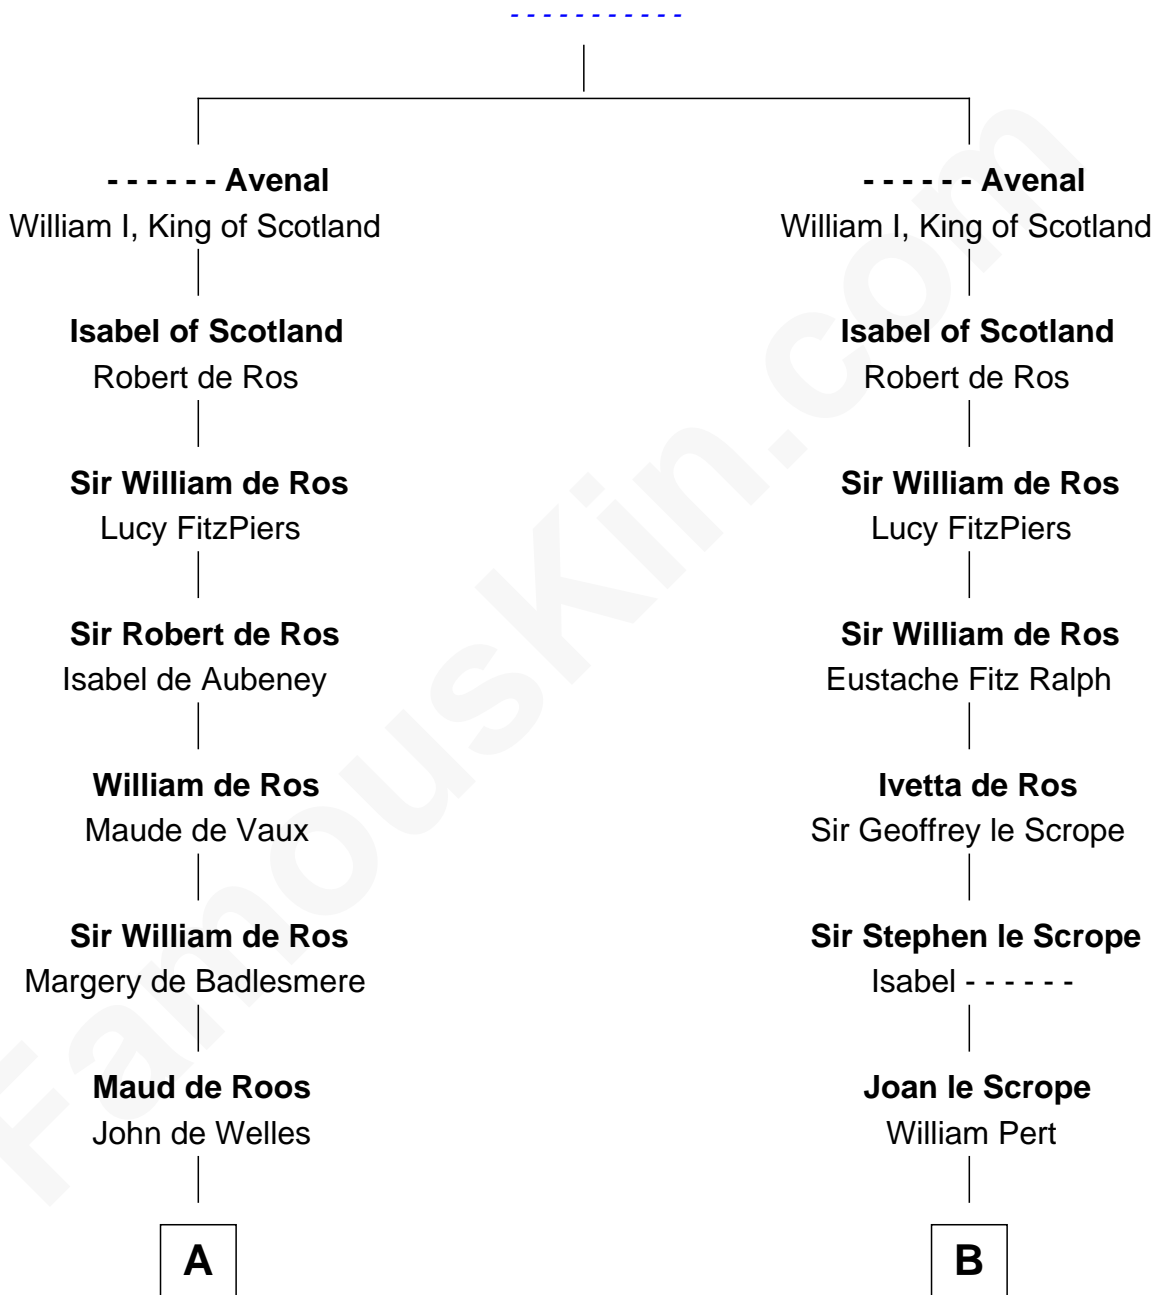 - - - - - - - - - - -
- - - - - - Avenal
William I, King of Scotland
Isabel of Scotland
Robert de Ros
Sir William de Ros
Lucy FitzPiers
Sir Robert de Ros
Isabel de Aubeney
William de Ros
Maude de Vaux
Sir William de Ros
Margery de Badlesmere
Maud de Roos
John de Welles
A
- - - - - - Avenal
William I, King of Scotland
Isabel of Scotland
Robert de Ros
Sir William de Ros
Lucy FitzPiers
Sir William de Ros
Eustache Fitz Ralph
Ivetta de Ros
Sir Geoffrey le Scrope
Sir Stephen le Scrope
Isabel - - - - - -
Joan le Scrope
William Pert
B
FamousKin.com